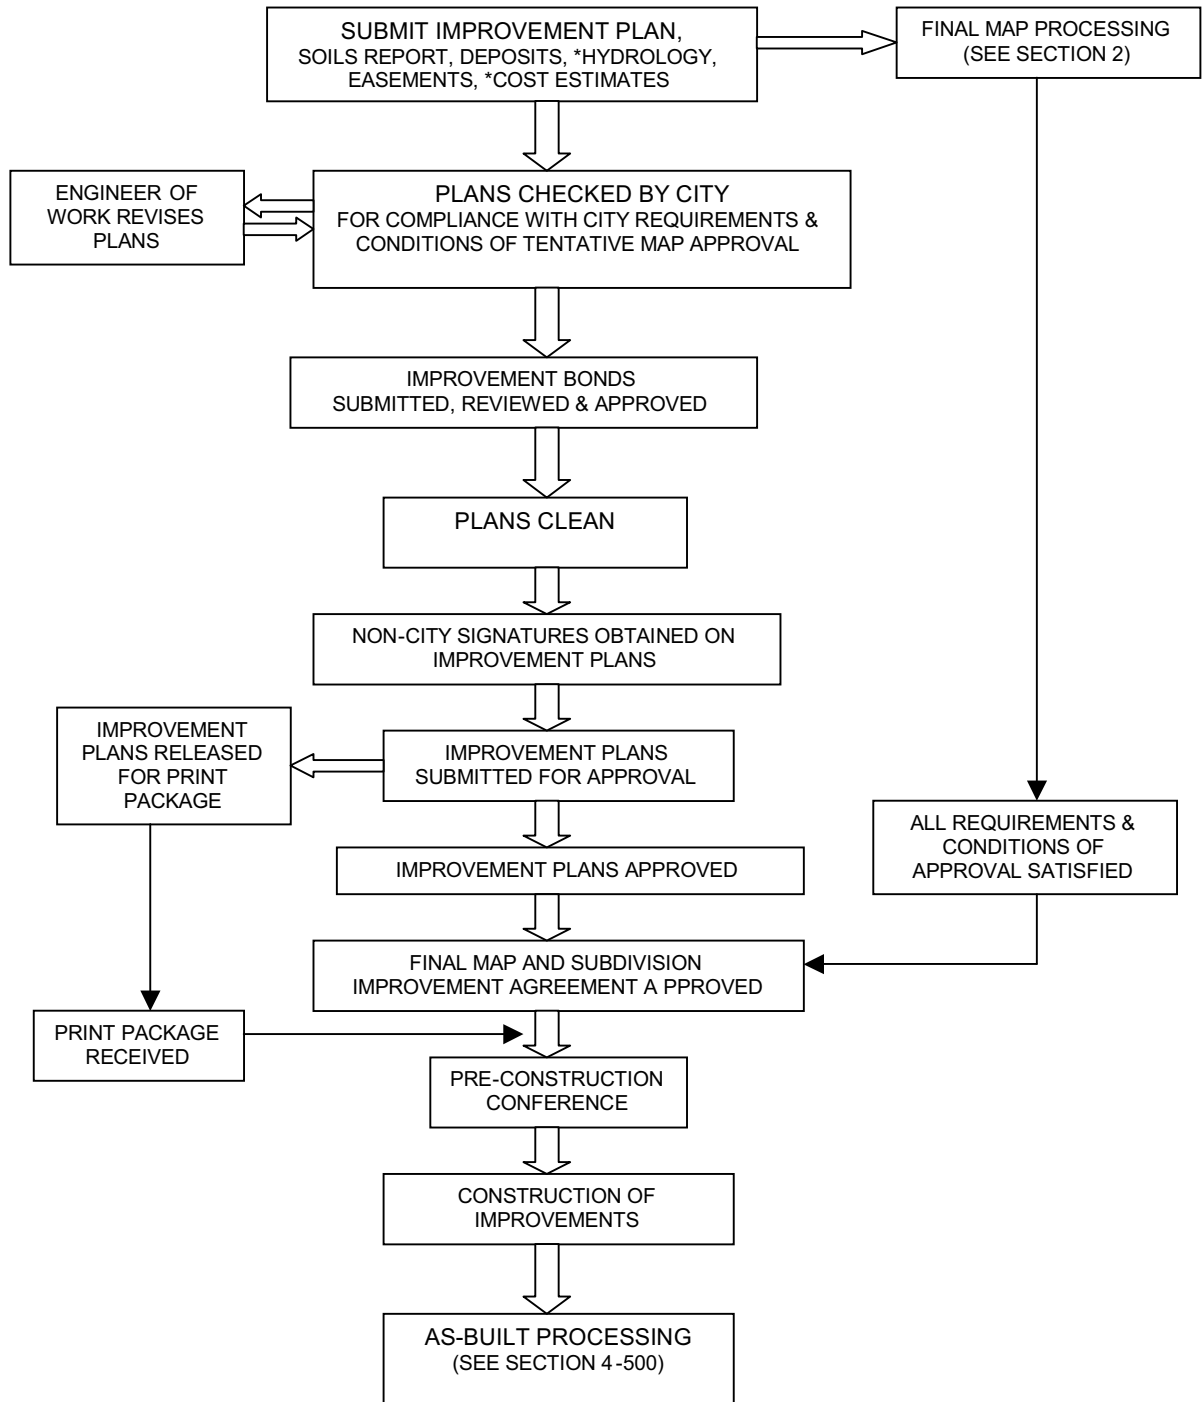 SUBMIT IMPROVEMENT PLAN,
SOILS REPORT, DEPOSITS, *HYDROLOGY,
EASEMENTS, *COST ESTIMATES
FINAL MAP PROCESSING
(SEE SECTION 2)
ENGINEER OF
WORK REVISES
PLANS
PLANS CHECKED BY CITY
FOR COMPLIANCE WITH CITY REQUIREMENTS &
CONDITIONS OF TENTATIVE MAP APPROVAL
IMPROVEMENT BONDS
SUBMITTED, REVIEWED & APPROVED
PLANS CLEAN
NON-CITY SIGNATURES OBTAINED ON
IMPROVEMENT PLANS
IMPROVEMENT
PLANS RELEASED
FOR PRINT
PACKAGE
IMPROVEMENT PLANS
SUBMITTED FOR APPROVAL
ALL REQUIREMENTS &
CONDITIONS OF
APPROVAL SATISFIED
IMPROVEMENT PLANS APPROVED
FINAL MAP AND SUBDIVISION
IMPROVEMENT AGREEMENT A PPROVED
PRINT PACKAGE
RECEIVED
PRE-CONSTRUCTION
CONFERENCE
CONSTRUCTION OF
IMPROVEMENTS
AS-BUILT PROCESSING
(SEE SECTION 4-500)